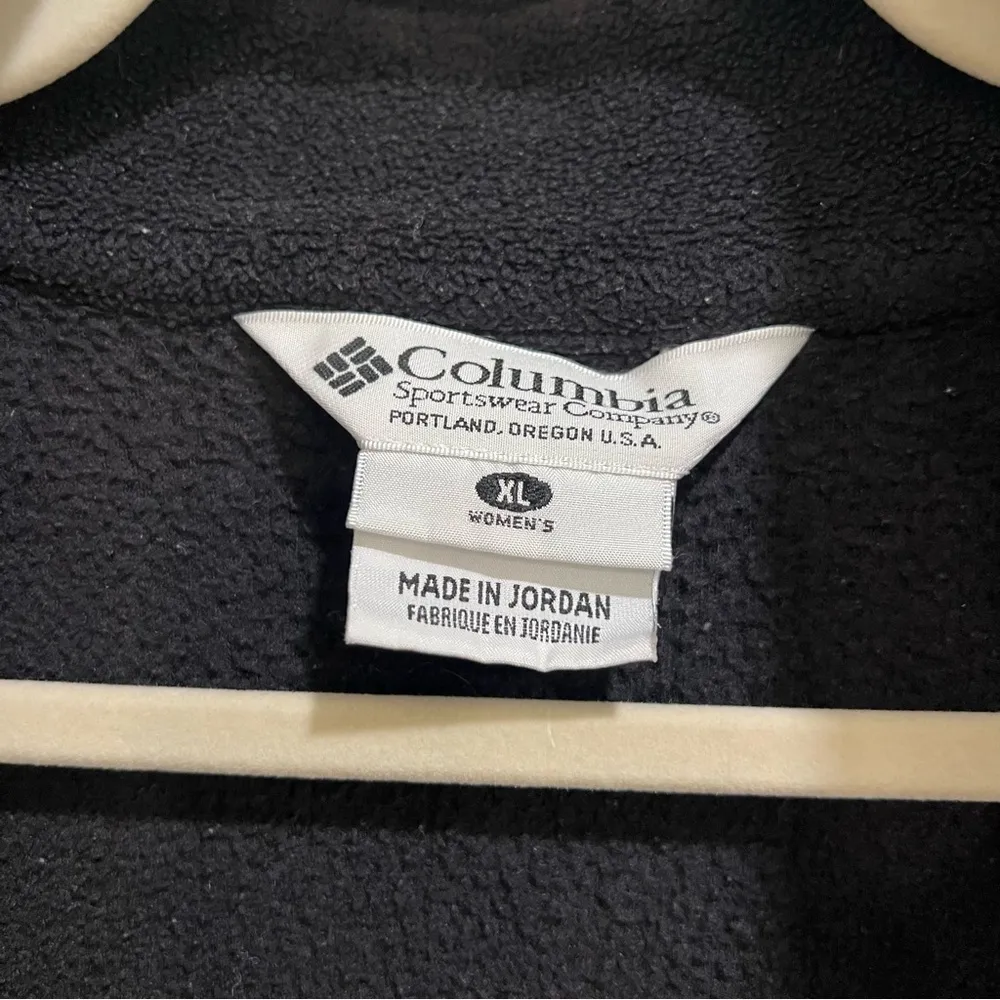 Columbia
Sportswear Company®
PORTLAND, OREGON U.S.A.
XL
WOMEN'S
MADE IN JORDAN
FABRIQUE EN JORDANIE